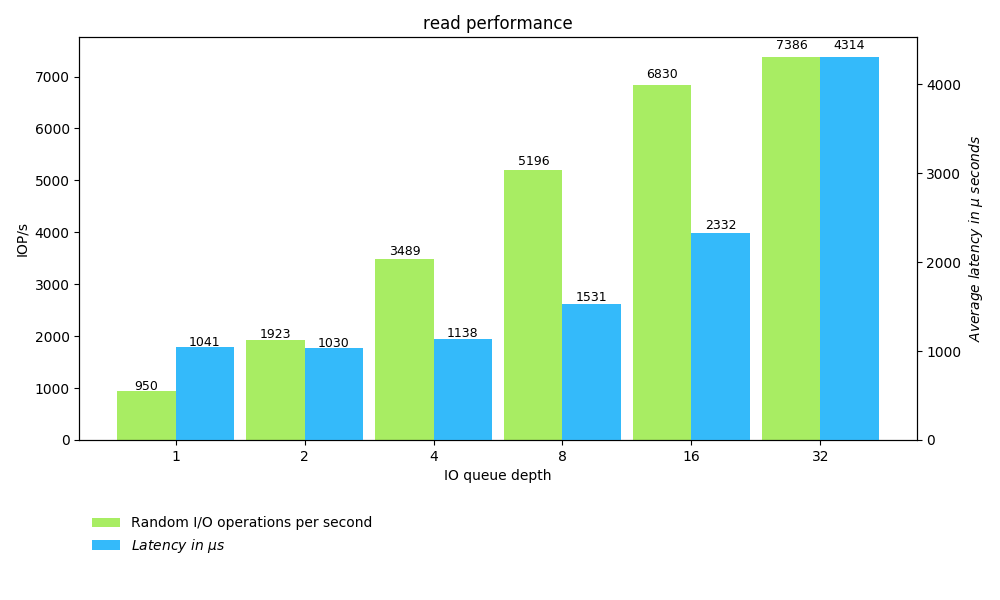 read performance
7386 4314
6830
5196
3489
2332
1923
1531
1041 1030 1138
950
7000
6000
5000
4000
3000
2000
1000
0
IOP/s
4000
3000
2000
1000
0
Average latency in μ seconds
1 2 4 8 16 32
IO queue depth
Random I/O operations per second
Latency in μs